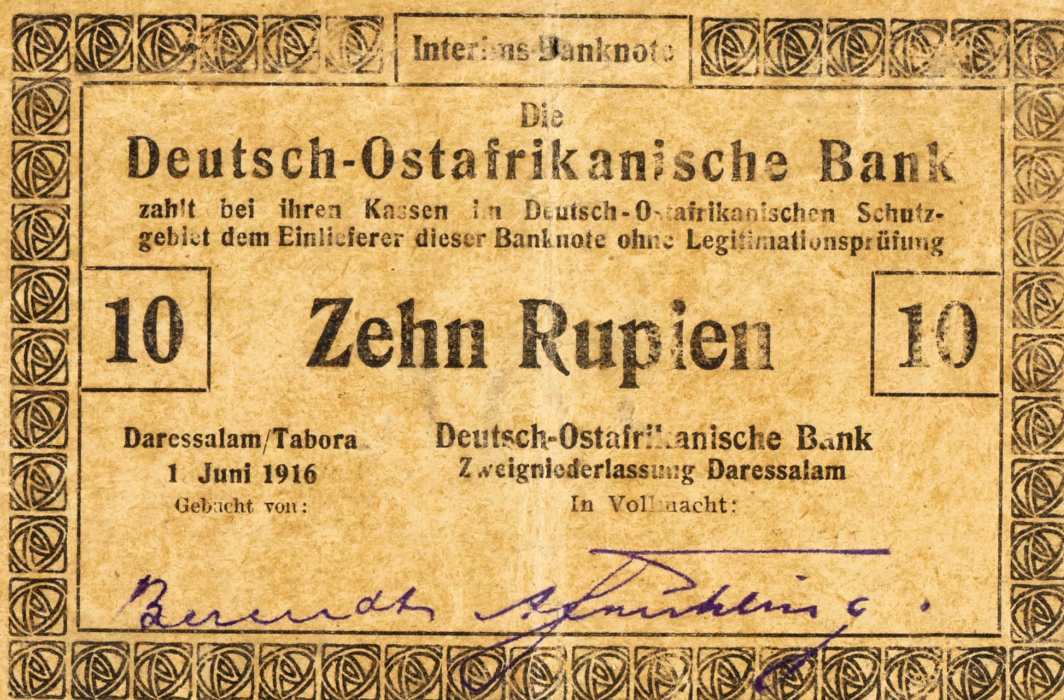 Interims-Banknote
Die
Deutsch-Ostafrikanische Bank
zahlt bei ihren Kassen im Deutsch-Ostafrikanischen Schutz-
gebiet dem Einlieferer dieser Banknote ohne Legitimationsprüfung
10 Zehn Rupien 10
Daressalam/Tabora
1 Juni 1916
Gebucht von:
Deutsch-Ostafrikanische Bank
Zweigniederlassung Daressalam
In Vollmacht:
Berendt